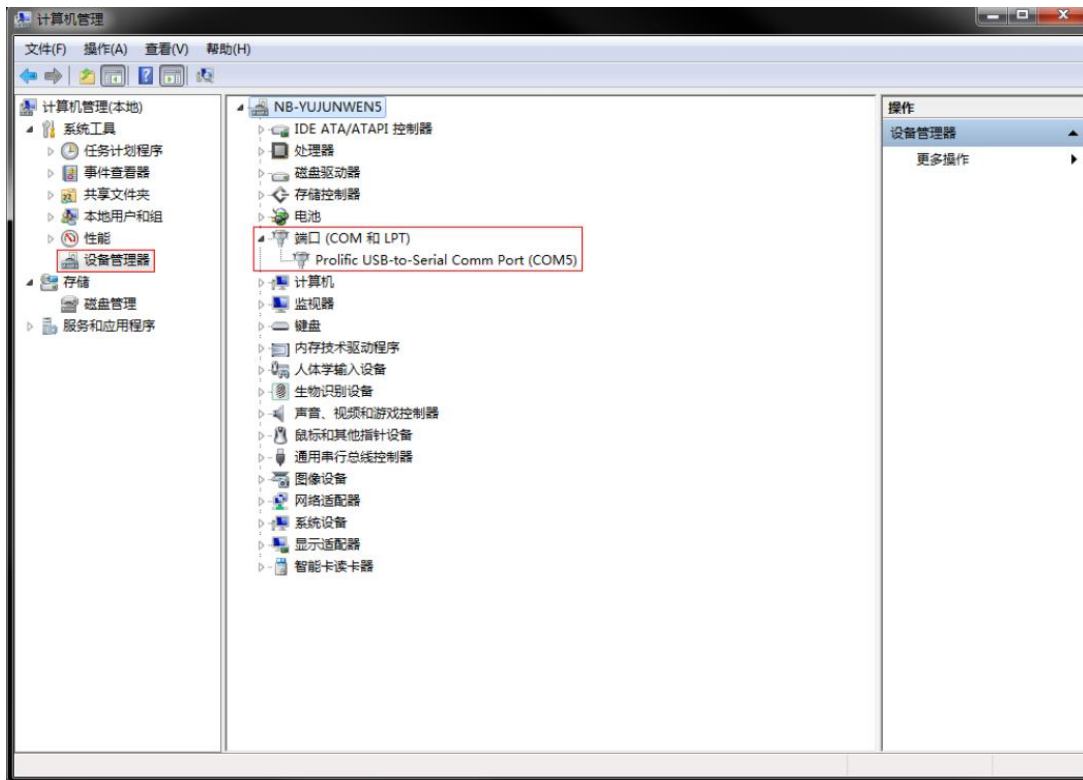 计算机管理
文件(F) 操作(A) 查看(V) 帮助(H)
计算机管理(本地)
系统工具
任务计划程序
事件查看器
共享文件夹
本地用户和组
性能
设备管理器
存储
磁盘管理
服务和应用程序
NB-YUJUNWEN5
IDE ATA/ATAPI 控制器
处理器
磁盘驱动器
存储控制器
电池
端口 (COM 和 LPT)
Prolific USB-to-Serial Comm Port (COM5)
计算机
监视器
键盘
内存技术驱动程序
人体学输入设备
生物识别设备
声音、视频和游戏控制器
鼠标和其他指针设备
通用串行总线控制器
图像设备
网络适配器
系统设备
显示适配器
智能卡读卡器
操作
设备管理器
更多操作